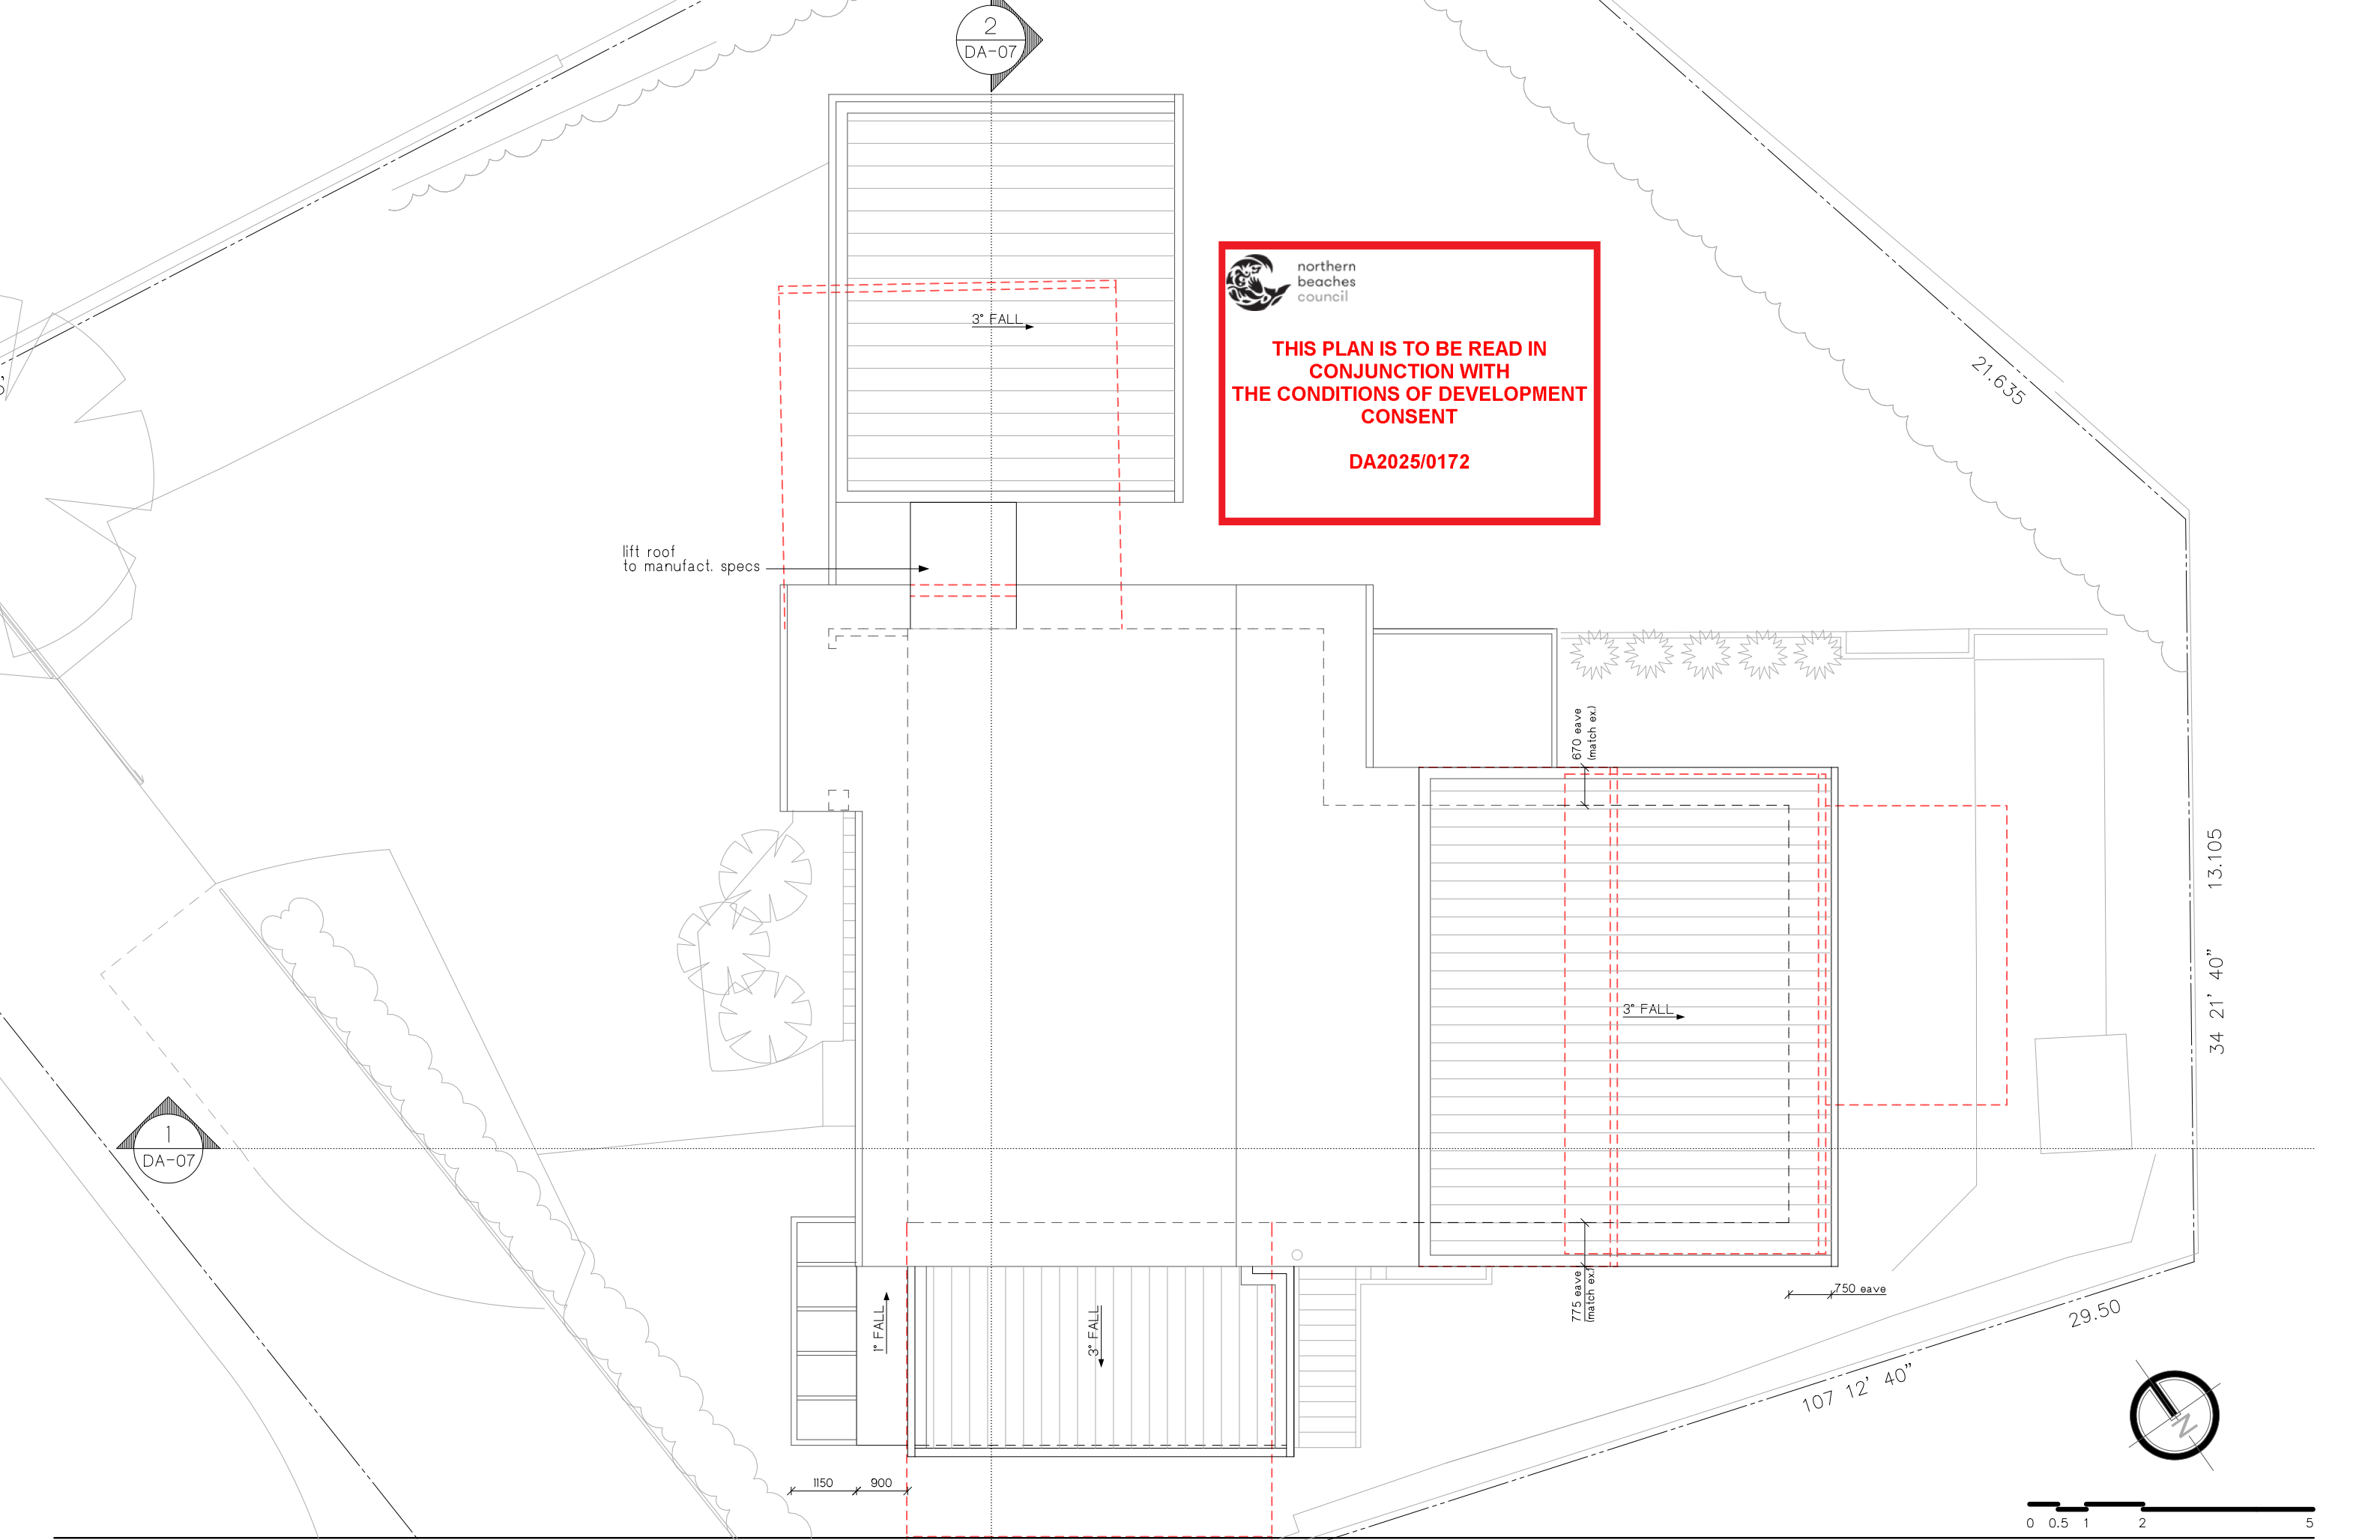 2
DA-07
northern
beaches
council
THIS PLAN IS TO BE READ IN
CONJUNCTION WITH
THE CONDITIONS OF DEVELOPMENT
CONSENT
DA2025/0172
3° FALL
21.635
lift roof
to manufact. specs
670 eave
(match ex.)
13.105
34 21' 40"
3° FALL
1
DA-07
775 eave
(match ex.)
750 eave
1° FALL
3° FALL
29.50
107 12' 40"
1150
900
N
0 0.5 1 2 5